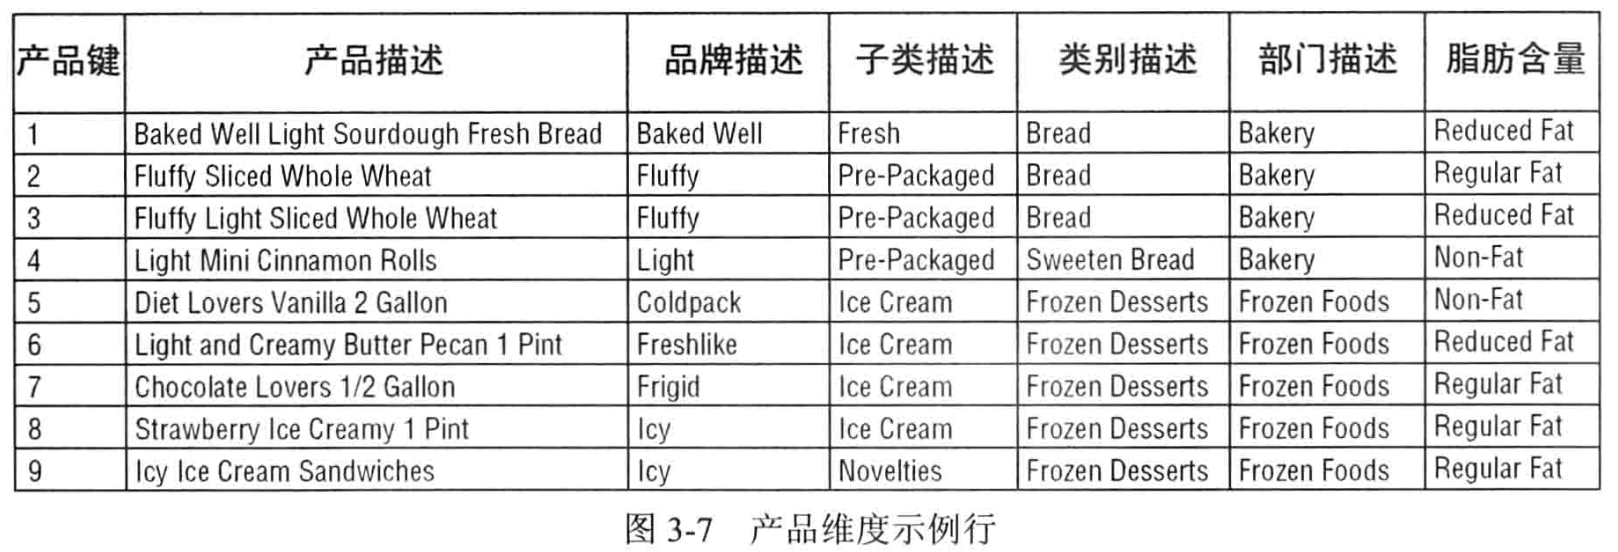 产品键 产品描述 品牌描述 子类描述 类别描述 部门描述 脂肪含量
1 Baked Well Light Sourdough Fresh Bread Baked Well Fresh Bread Bakery Reduced Fat
2 Fluffy Sliced Whole Wheat Fluffy Pre-Packaged Bread Bakery Regular Fat
3 Fluffy Light Sliced Whole Wheat Fluffy Pre-Packaged Bread Bakery Reduced Fat
4 Light Mini Cinnamon Rolls Light Pre-Packaged Sweeten Bread Bakery Non-Fat
5 Diet Lovers Vanilla 2 Gallon Coldpack Ice Cream Frozen Desserts Frozen Foods Non-Fat
6 Light and Creamy Butter Pecan 1 Pint Freshlike Ice Cream Frozen Desserts Frozen Foods Reduced Fat
7 Chocolate Lovers 1/2 Gallon Frigid Ice Cream Frozen Desserts Frozen Foods Regular Fat
8 Strawberry Ice Creamy 1 Pint Icy Ice Cream Frozen Desserts Frozen Foods Regular Fat
9 Icy Ice Cream Sandwiches Icy Novelties Frozen Desserts Frozen Foods Regular Fat
图 3-7 产品维度示例行